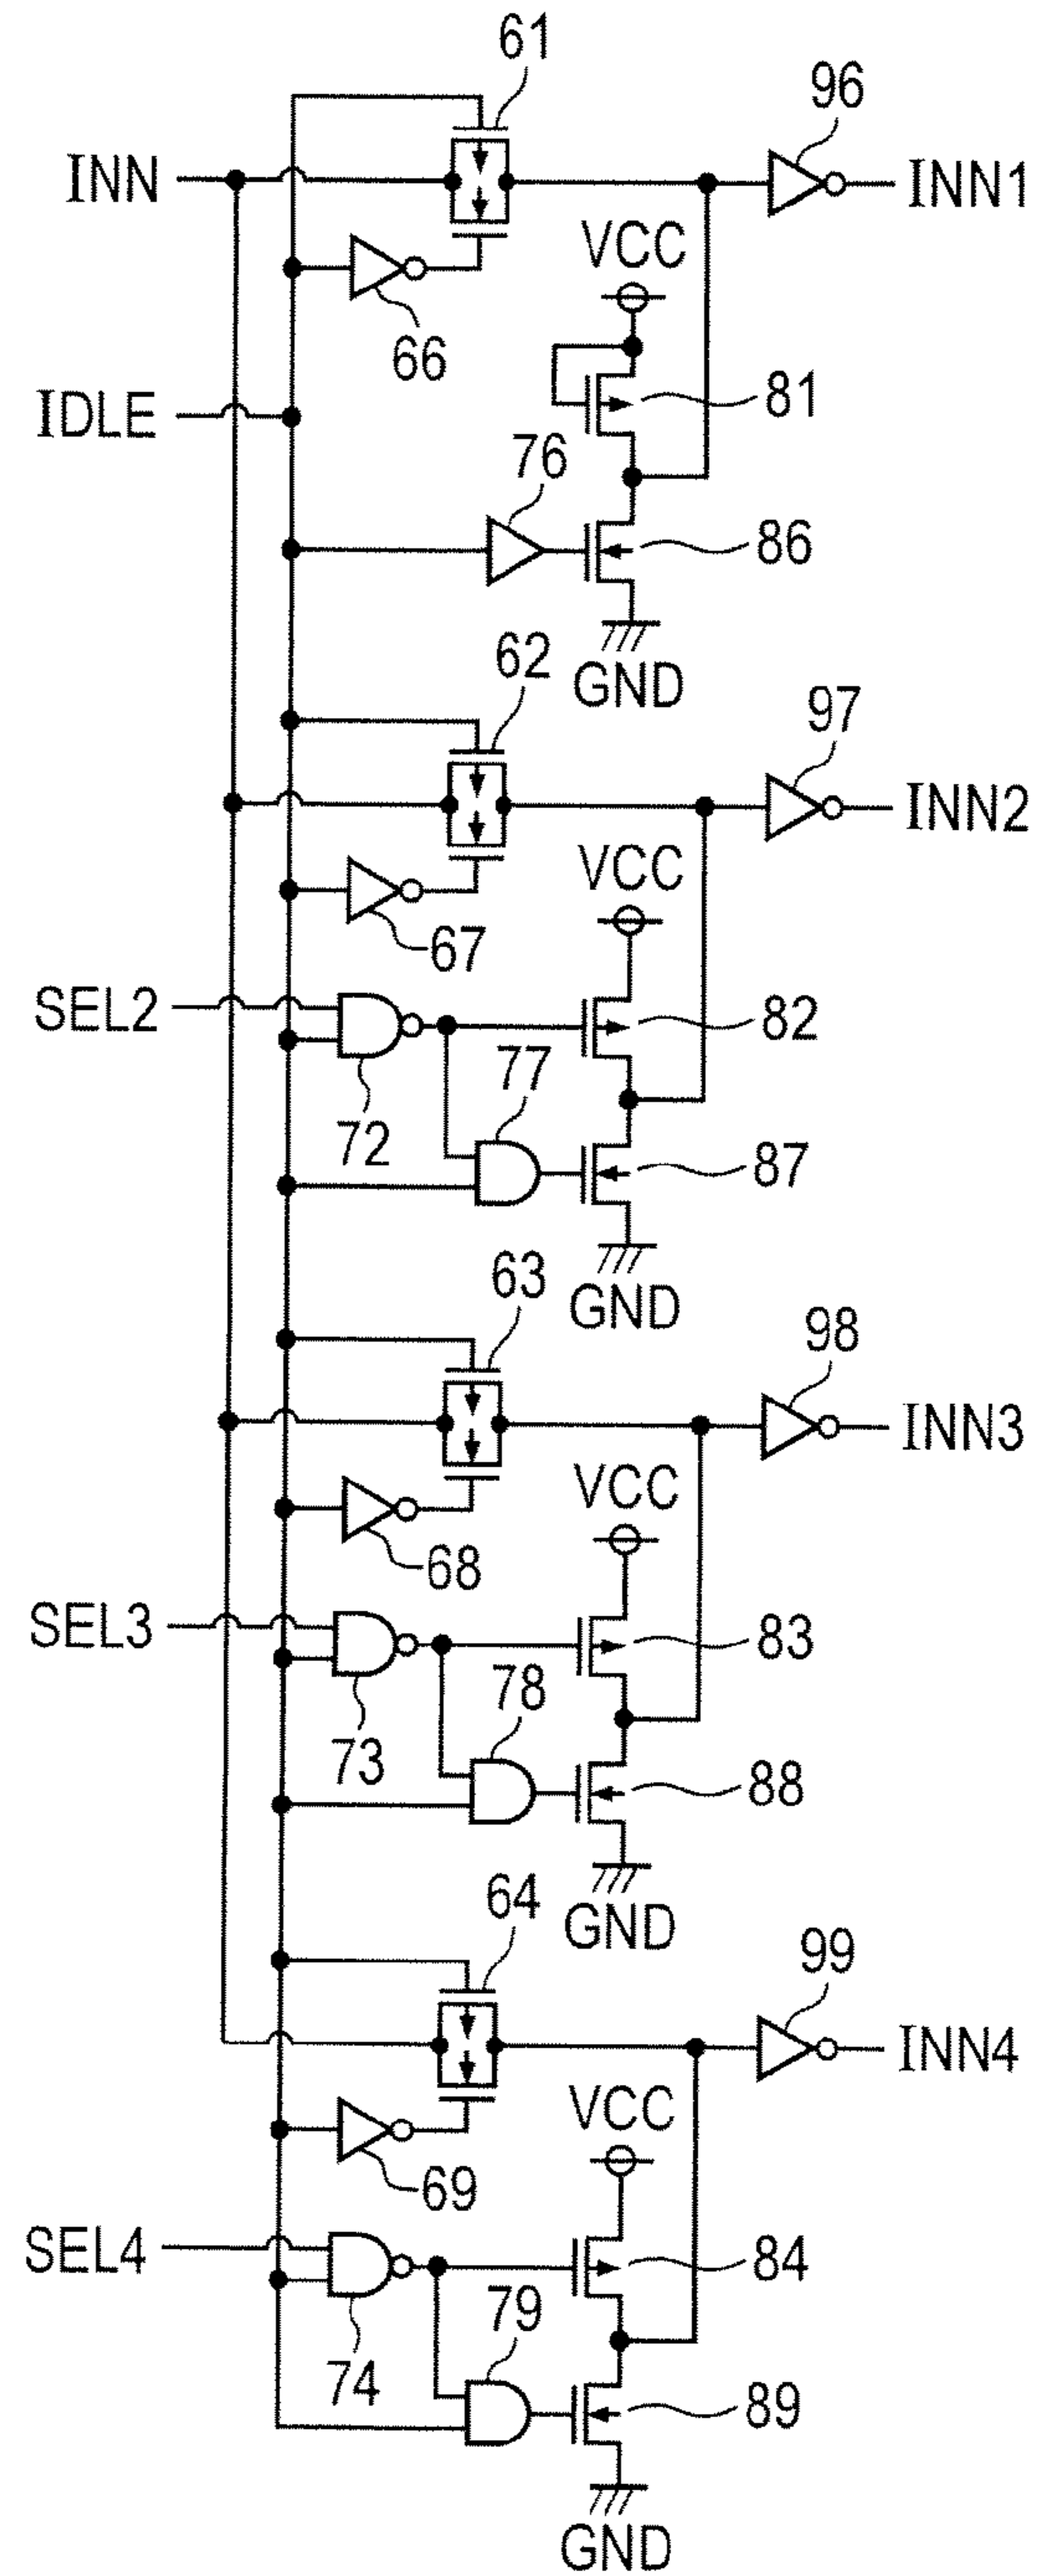 61
96
INN
INN1
VCC
66
81
IDLE
76
86
GND
62
97
INN2
VCC
67
SEL2
82
77
72
87
GND
63
98
INN3
VCC
68
SEL3
83
78
73
88
GND
64
99
INN4
VCC
69
SEL4
84
79
74
89
GND